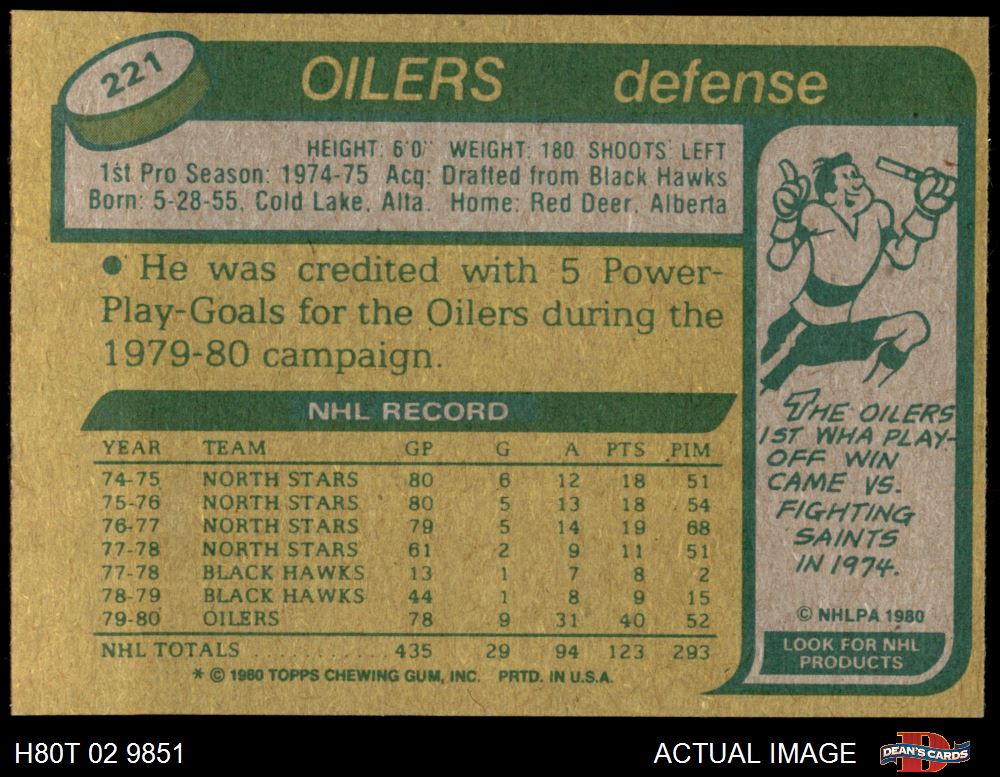 221
OILERS defense
HEIGHT: 6'0" WEIGHT: 180 SHOOTS: LEFT
1st Pro Season: 1974-75 Acq: Drafted from Black Hawks
Born: 5-28-55, Cold Lake, Alta. Home: Red Deer, Alberta
● He was credited with 5 Power-
Play-Goals for the Oilers during the
1979-80 campaign.
NHL RECORD
YEAR TEAM GP G A PTS PIM
74-75 NORTH STARS 80 6 12 18 51
75-76 NORTH STARS 80 5 13 18 54
76-77 NORTH STARS 79 5 14 19 68
77-78 NORTH STARS 61 2 9 11 51
77-78 BLACK HAWKS 13 1 7 8 2
78-79 BLACK HAWKS 44 1 8 9 15
79-80 OILERS 78 9 31 40 52
NHL TOTALS .......... 435 29 94 123 293
* © 1980 TOPPS CHEWING GUM, INC. PRTD. IN U.S.A.
THE OILERS
1ST WHA PLAY-
OFF WIN
CAME VS.
FIGHTING
SAINTS
IN 1974.
© NHLPA 1980
LOOK FOR NHL
PRODUCTS
H80T 02 9851
ACTUAL IMAGE
DEAN'S CARDS